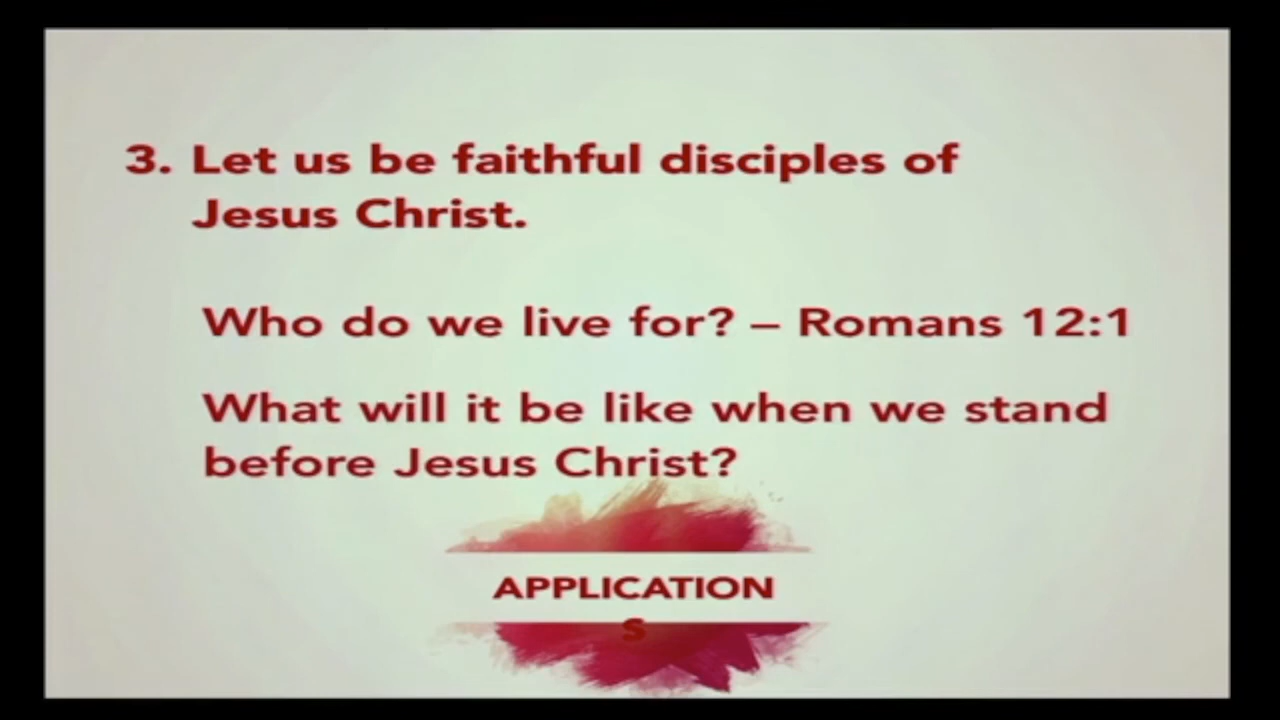 3. Let us be faithful disciples of
Jesus Christ.
Who do we live for? – Romans 12:1
What will it be like when we stand
before Jesus Christ?
APPLICATION
S